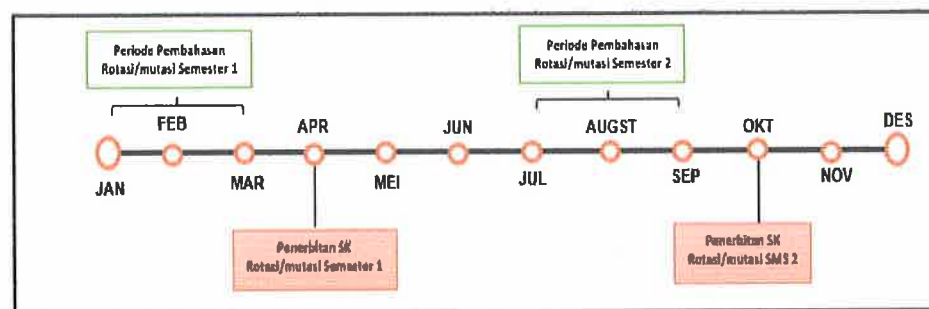 Periode Pembahasan
Rotasi/mutasi Semester 1
Periode Pembahasan
Rotasi/mutasi Semester 2
FEB
APR
JUN
AUGST
OKT
DES
JAN
MAR
MEI
JUL
SEP
NOV
Penerbitan SK
Rotasi/mutasi Semester 1
Penerbitan SK
Rotasi/mutasi SMS 2